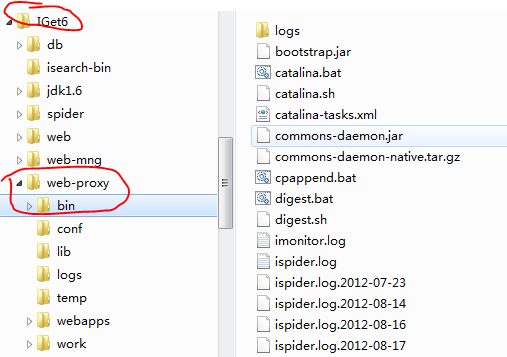 IGet6
db
isearch-bin
jdk1.6
spider
web
web-mng
web-proxy
bin
conf
lib
logs
temp
webapps
work
logs
bootstrap.jar
catalina.bat
catalina.sh
catalina-tasks.xml
commons-daemon.jar
commons-daemon-native.tar.gz
cpappend.bat
digest.bat
digest.sh
imonitor.log
ispider.log
ispider.log.2012-07-23
ispider.log.2012-08-14
ispider.log.2012-08-16
ispider.log.2012-08-17